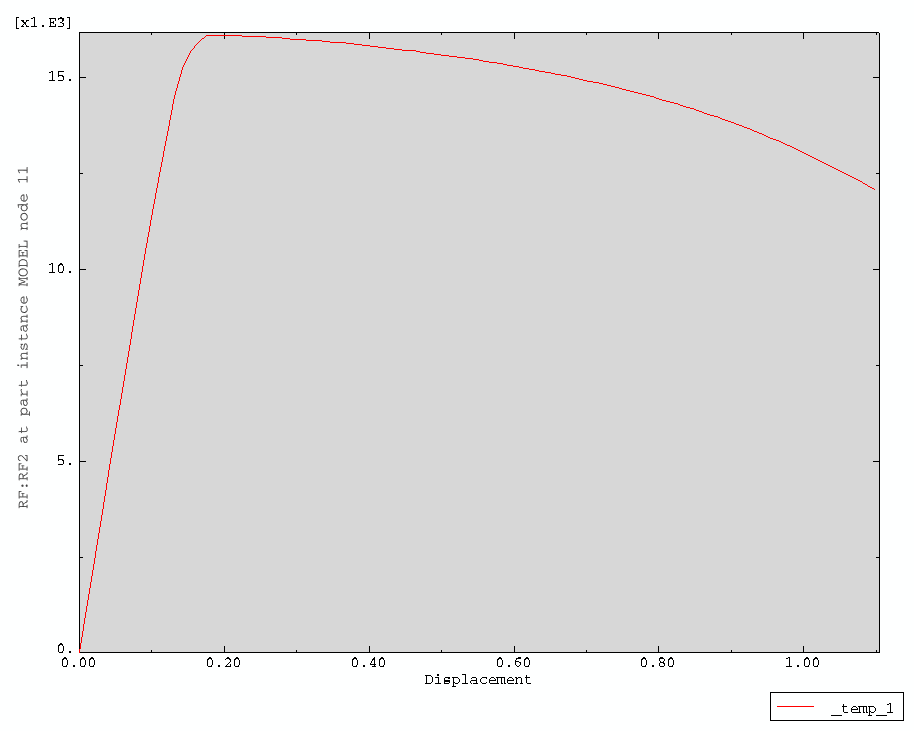 [x1.E3]
15.
10.
5.
0.
RF:RF2 at part instance MODEL node 11
0.00 0.20 0.40 0.60 0.80 1.00
Displacement
_temp_1